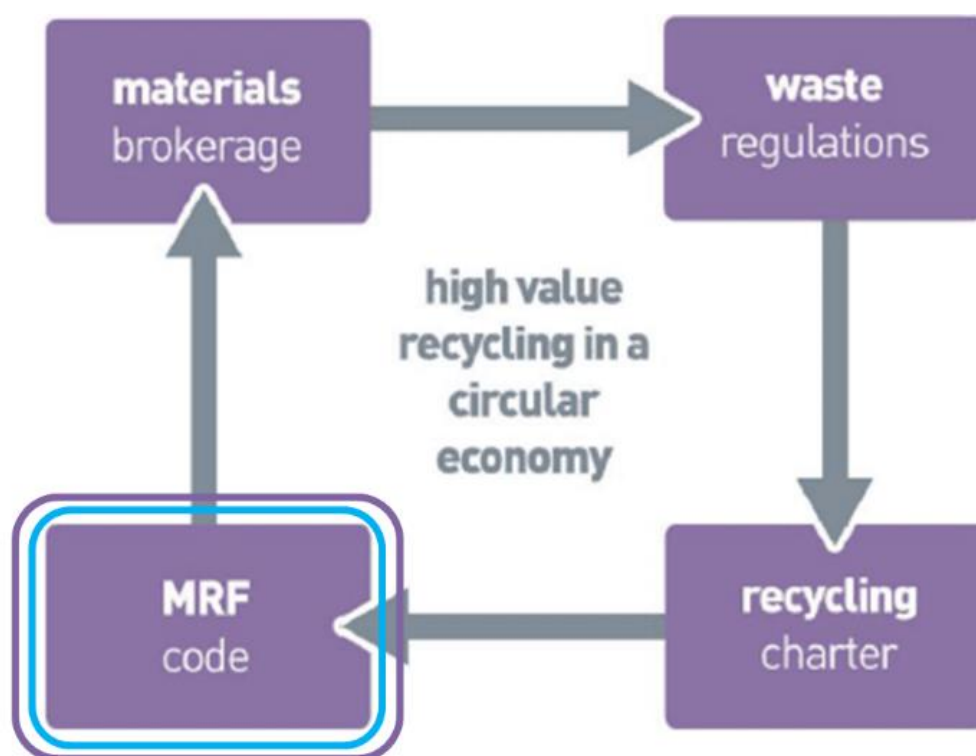 materials
brokerage
waste
regulations
high value
recycling in a
circular
economy
MRF
code
recycling
charter